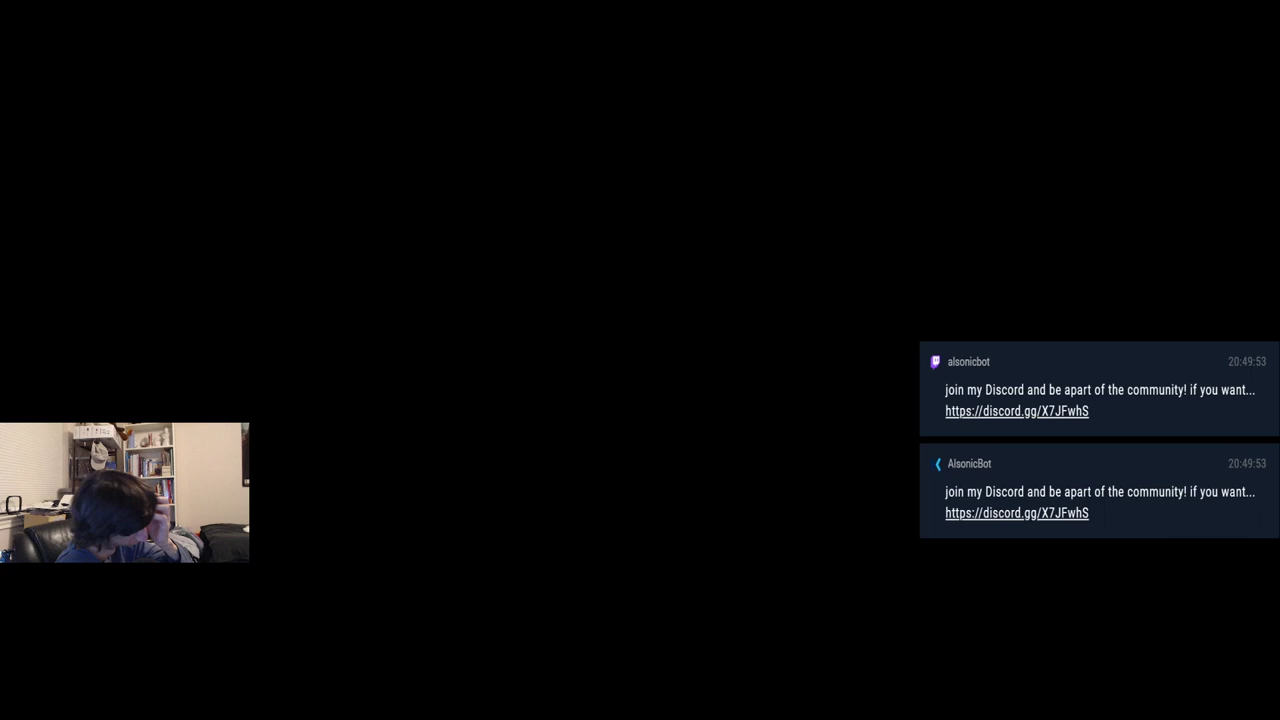 alsonicbot 20:49:53
join my Discord and be apart of the community! if you want...
https://discord.gg/X7JFwhS
AlsonicBot 20:49:53
join my Discord and be apart of the community! if you want...
https://discord.gg/X7JFwhS